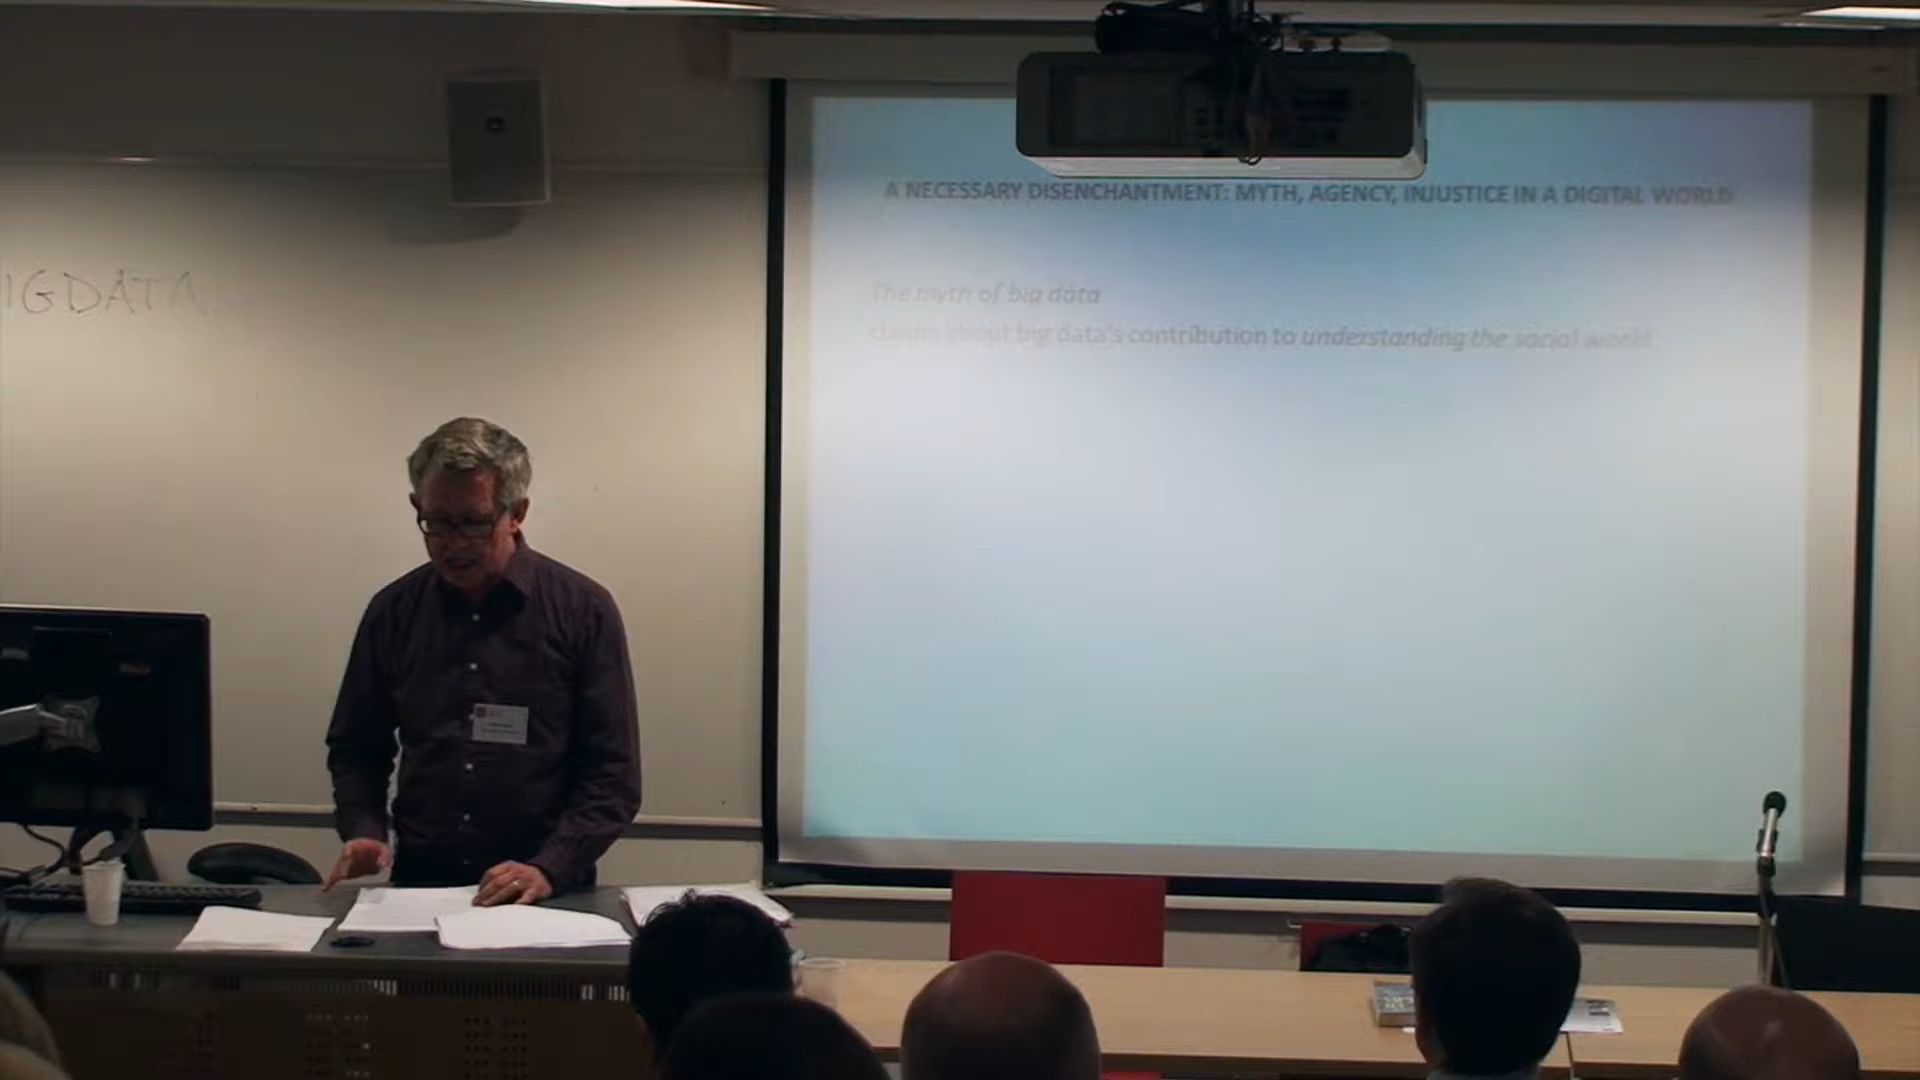 A NECESSARY DISENCHANTMENT: MYTH, AGENCY, INJUSTICE IN A DIGITAL WORLD
IGDATA
The myth of big data
claims about big data's contribution to understanding the social world